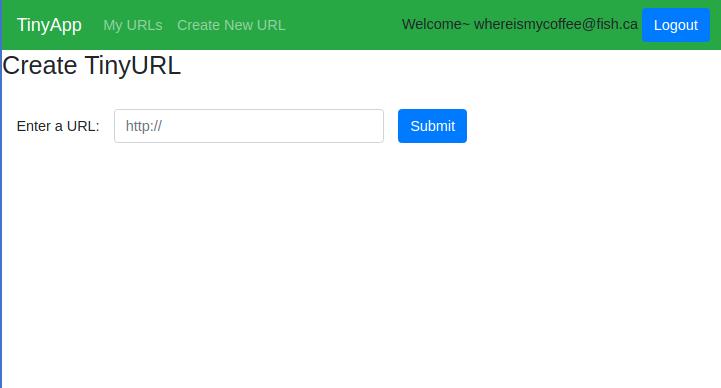 TinyApp My URLs Create New URL Welcome~ whereismycoffee@fish.ca Logout
Create TinyURL
Enter a URL: http:// Submit